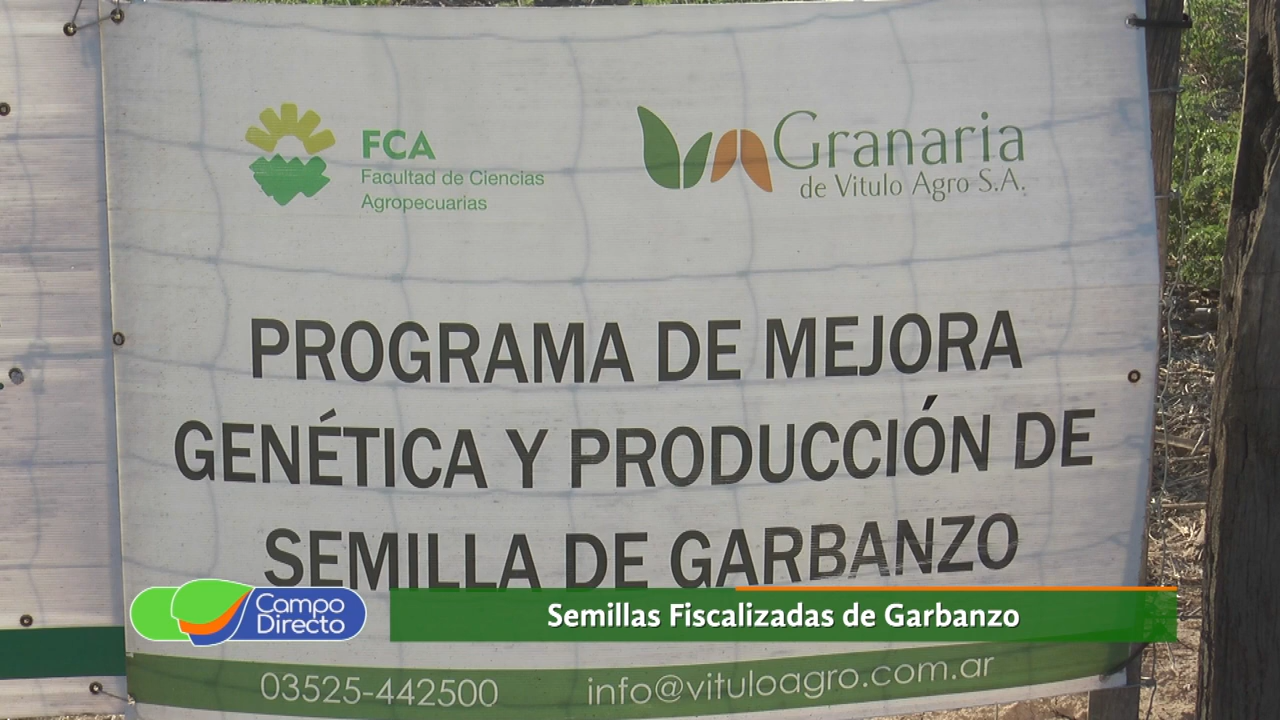 FCA
Facultad de Ciencias
Agropecuarias
Granaria
de Vitulo Agro S.A.
PROGRAMA DE MEJORA
GENÉTICA Y PRODUCCIÓN DE
SEMILLA DE GARBANZO
Campo
Directo
Semillas Fiscalizadas de Garbanzo
03525-442500 info@vituloagro.com.ar